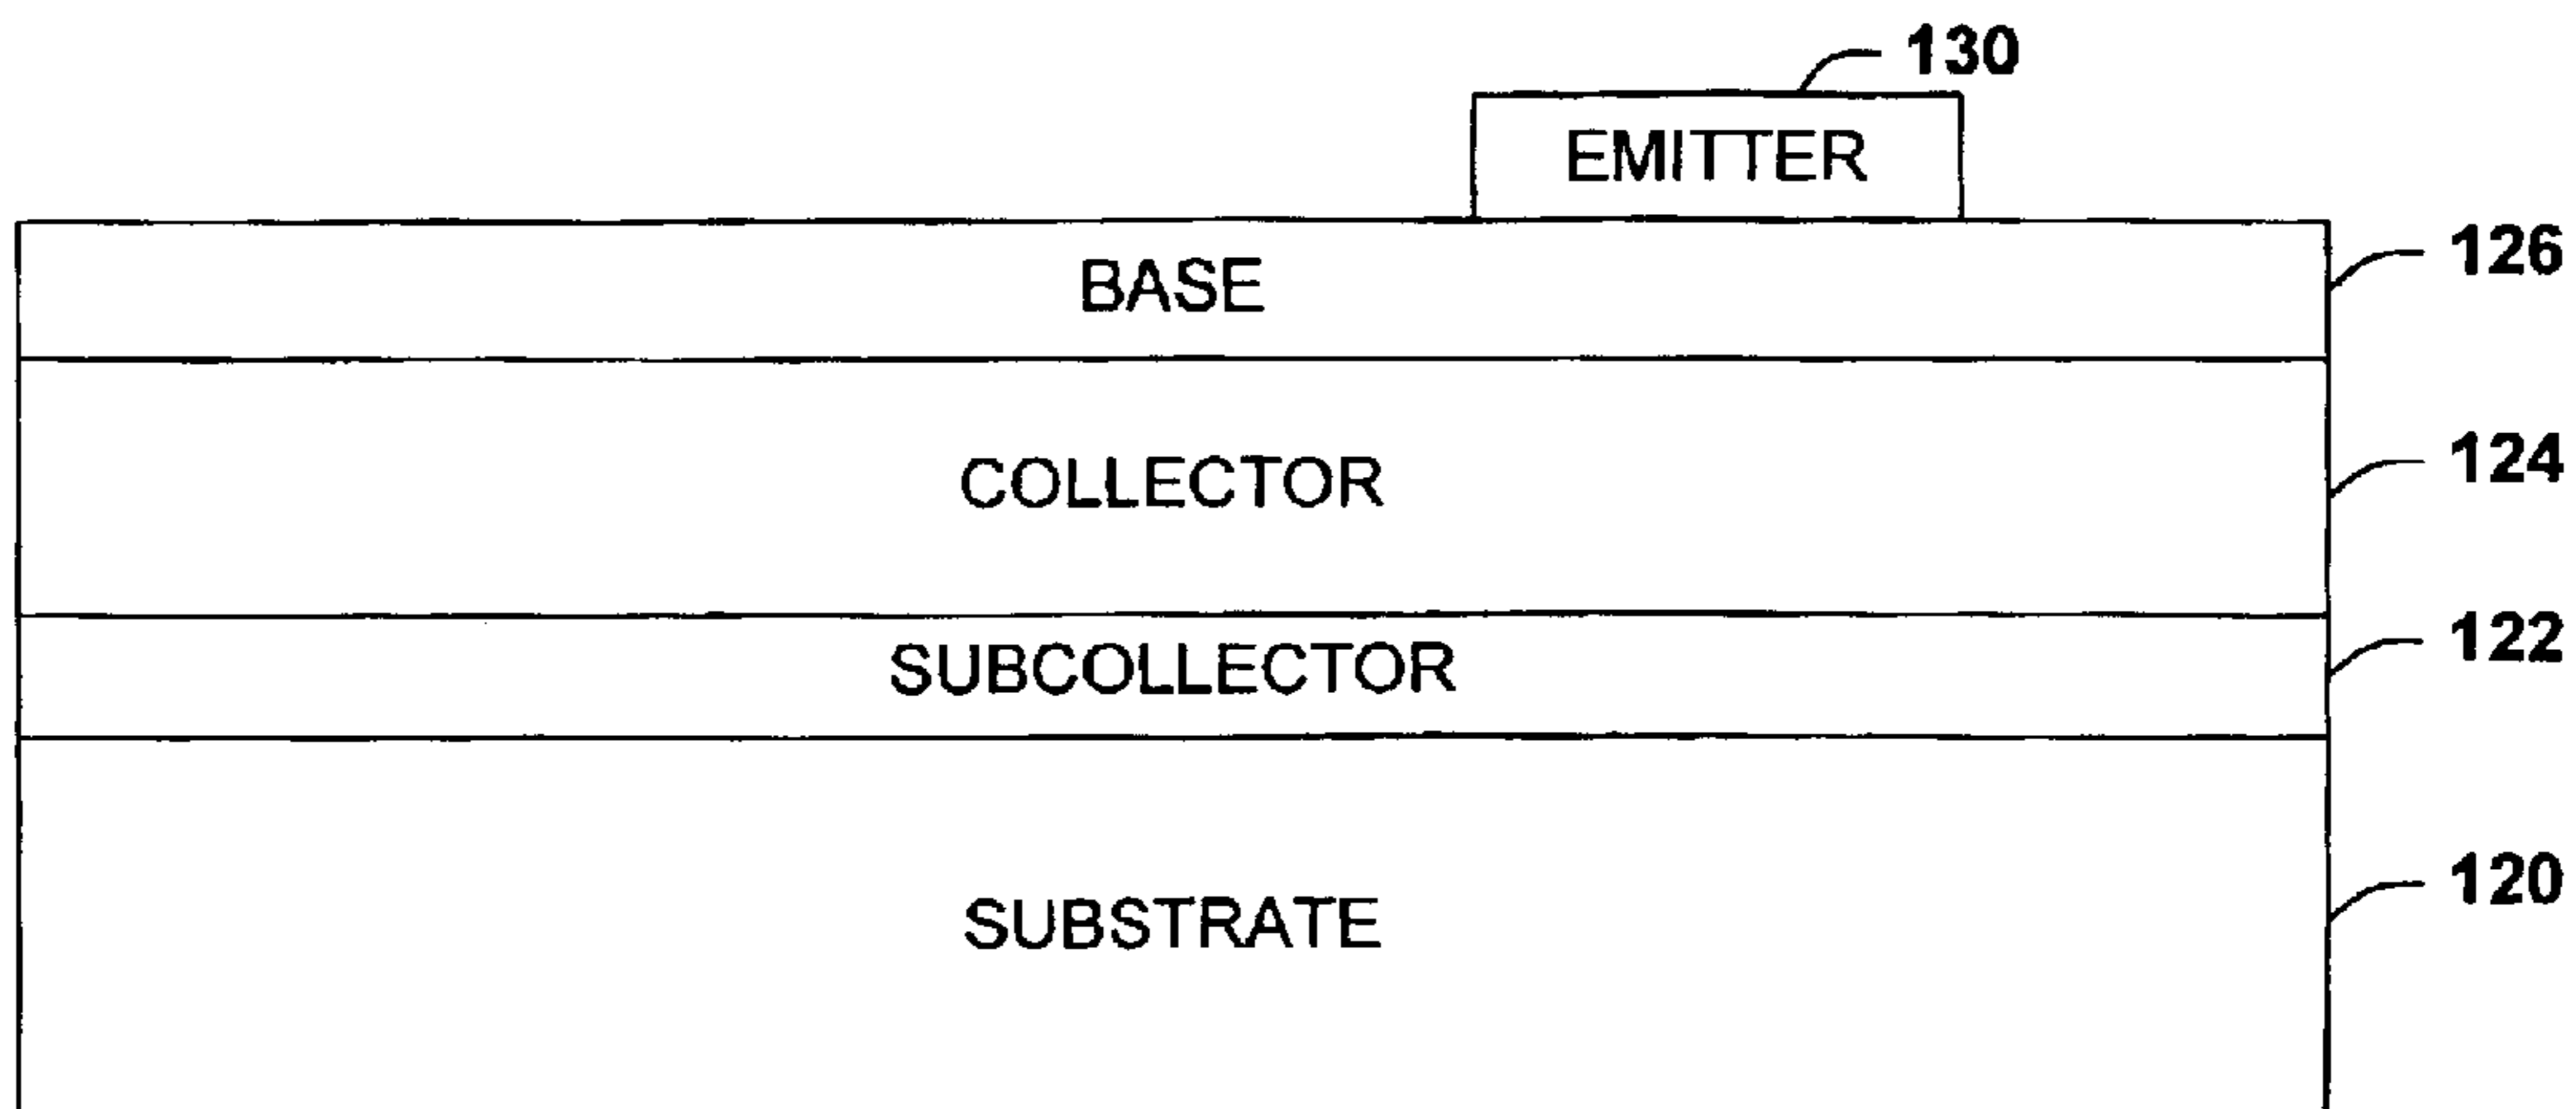 130
EMITTER
126
BASE
124
COLLECTOR
122
SUBCOLLECTOR
120
SUBSTRATE